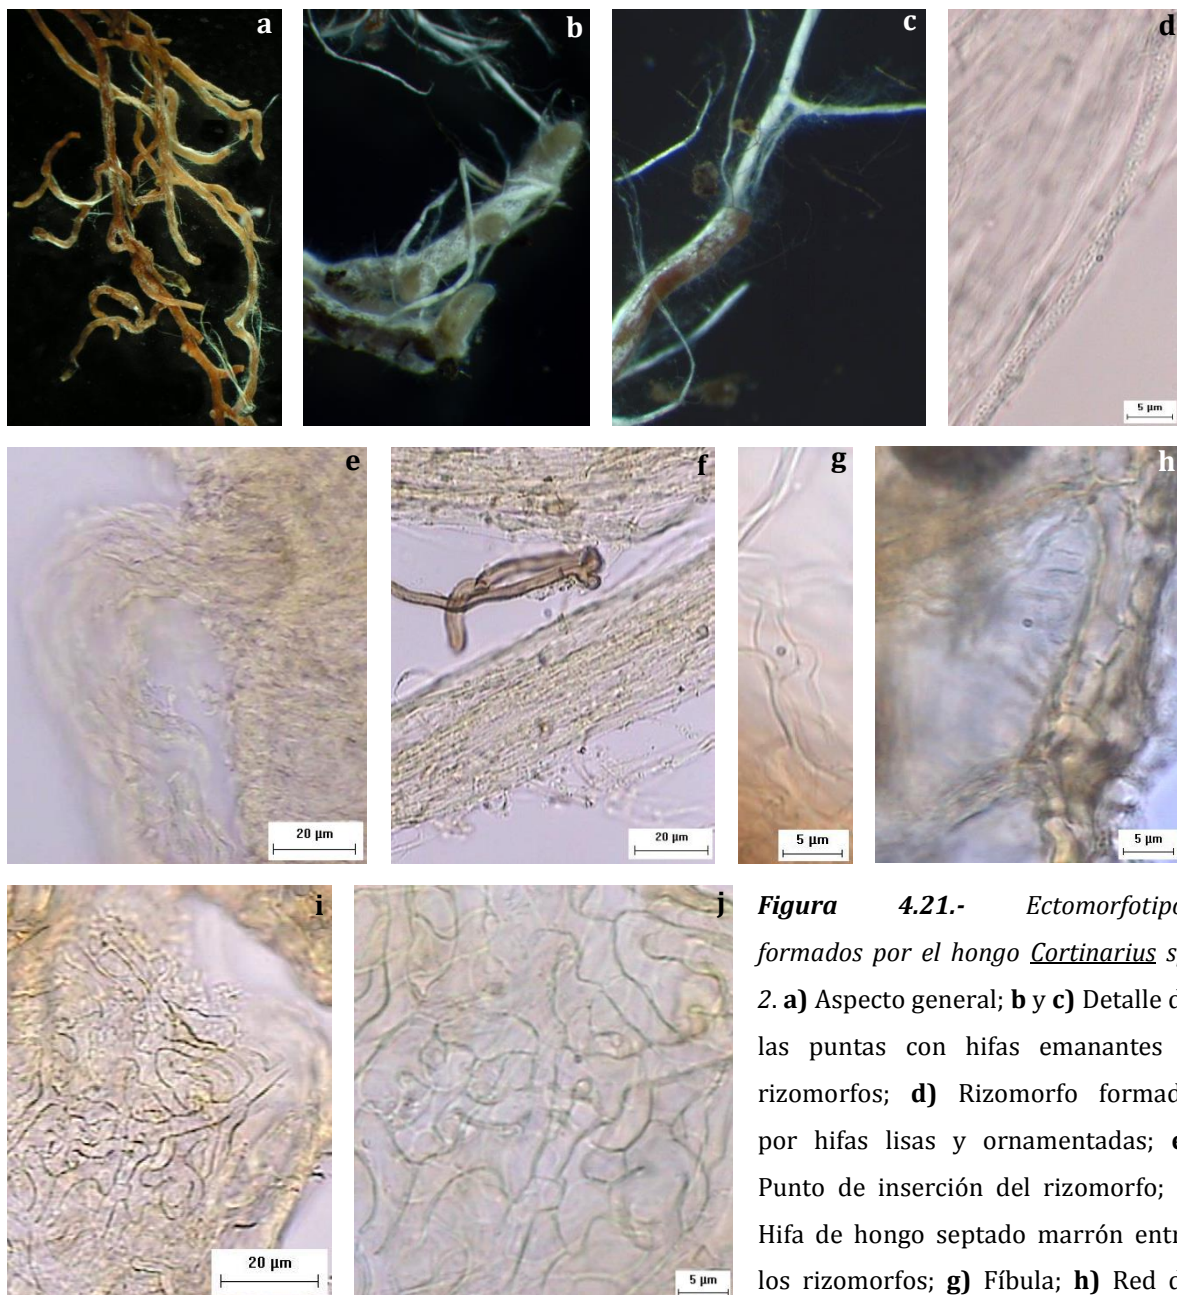 a
b
c
d
5 µm
e
f
g
h
20 µm
20 µm
5 µm
5 µm
i
j
20 µm
5 µm
Figura 4.21.- Ectomorfotipo
formados por el hongo Cortinarius
2. a) Aspecto general; b y c) Detalle
las puntas con hifas emanantes
rizomorfos; d) Rizomorfo
por hifas lisas y ornamentadas;
Punto de inserción del rizomorfo;
Hifa de hongo septado marrón
los rizomorfos; g) Fíbula; h) Red